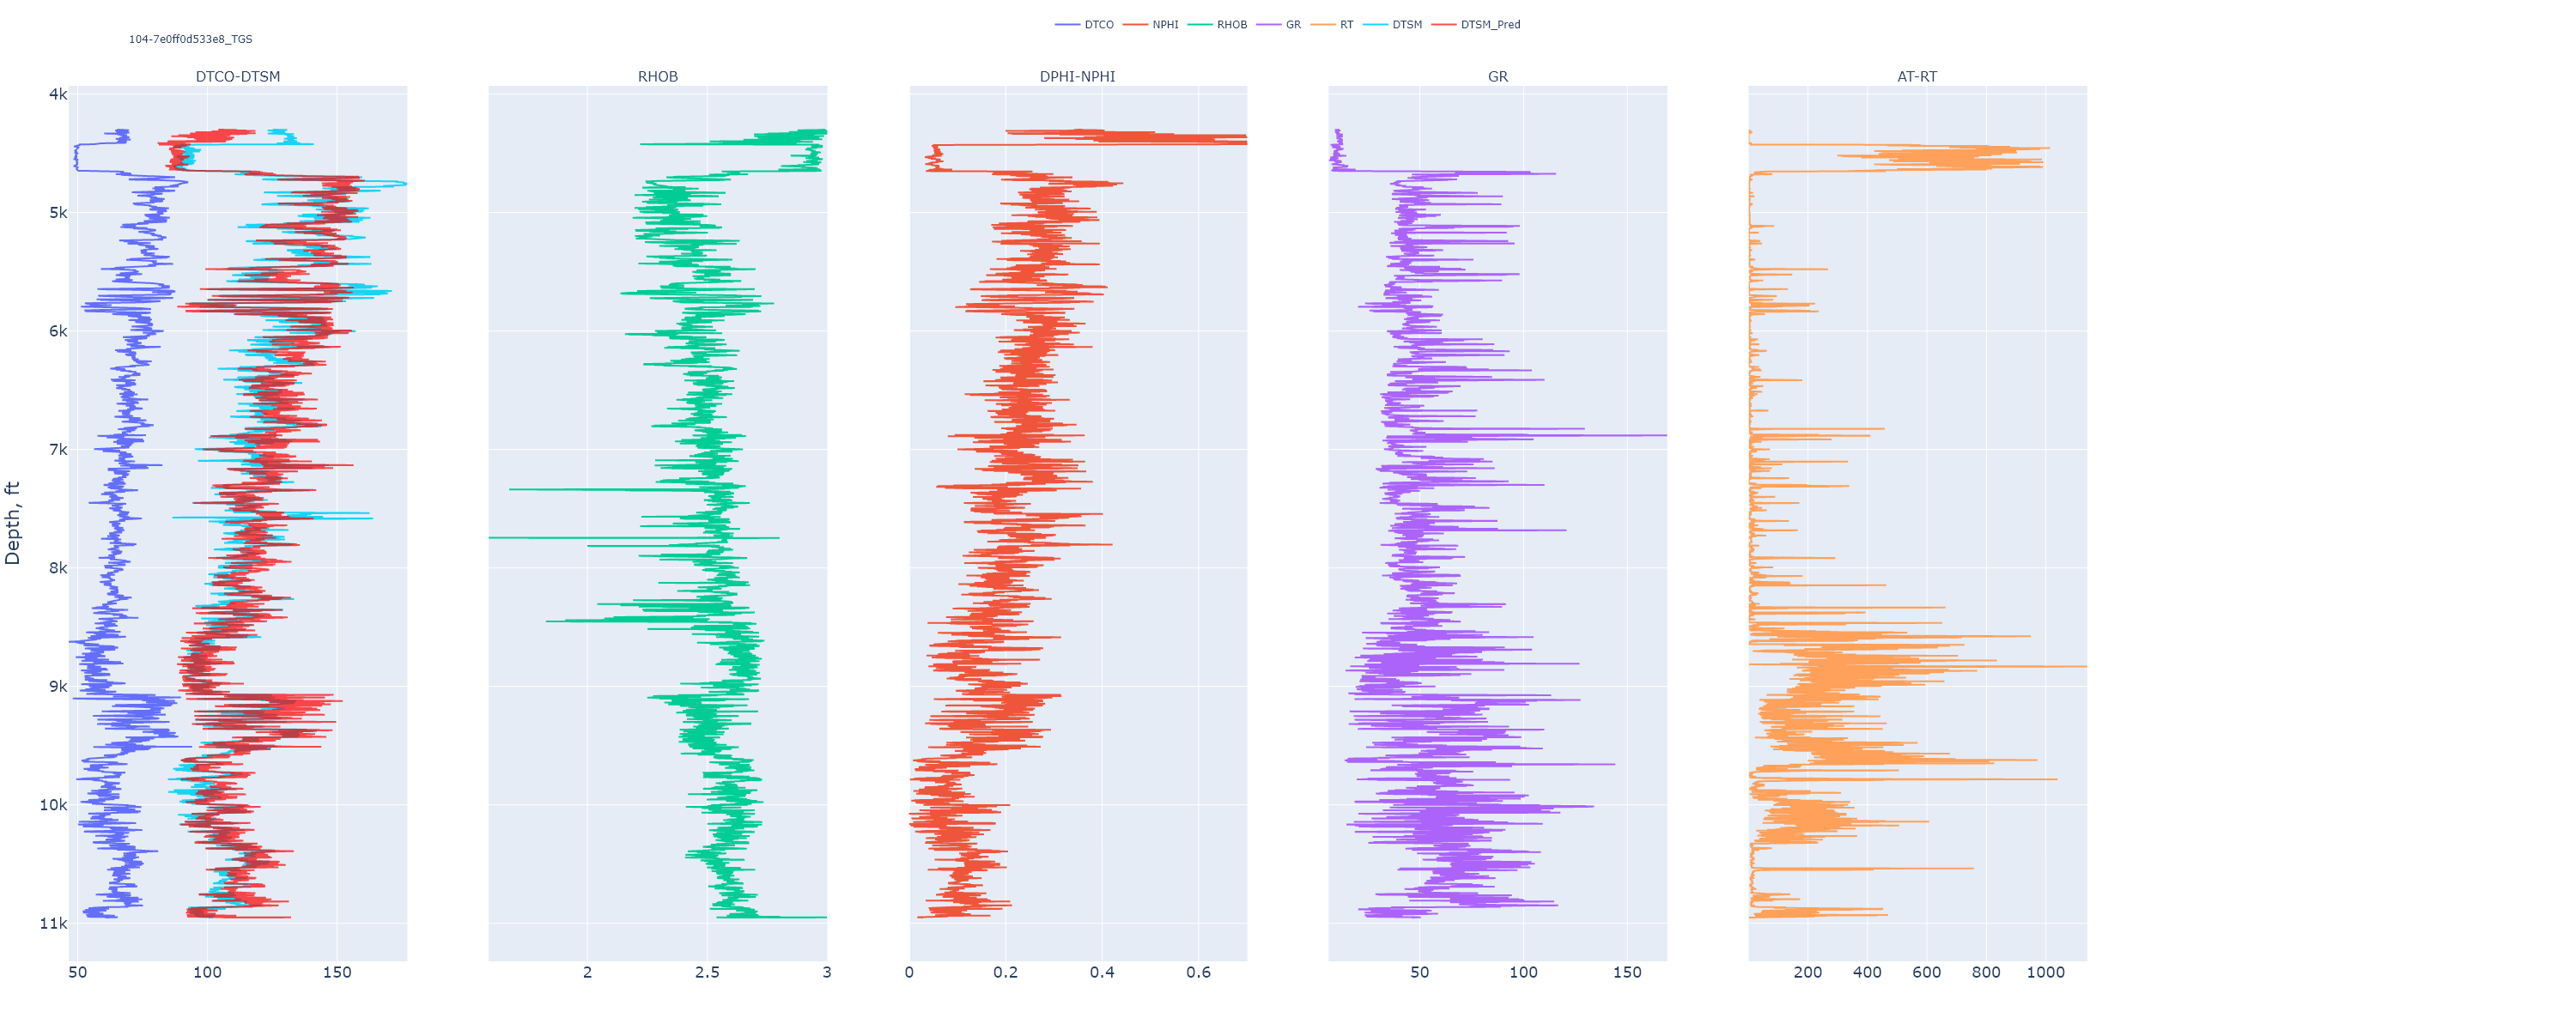 DTCO NPHI RHOB GR RT DTSM DTSM_Pred
104-7e0ff0d533e8_TGS
DTCO-DTSM RHOB DPHI-NPHI GR AT-RT
4k
5k
6k
7k
8k
9k
10k
11k
Depth, ft
50 100 150 2 2.5 3 0 0.2 0.4 0.6 50 100 150 200 400 600 800 1000